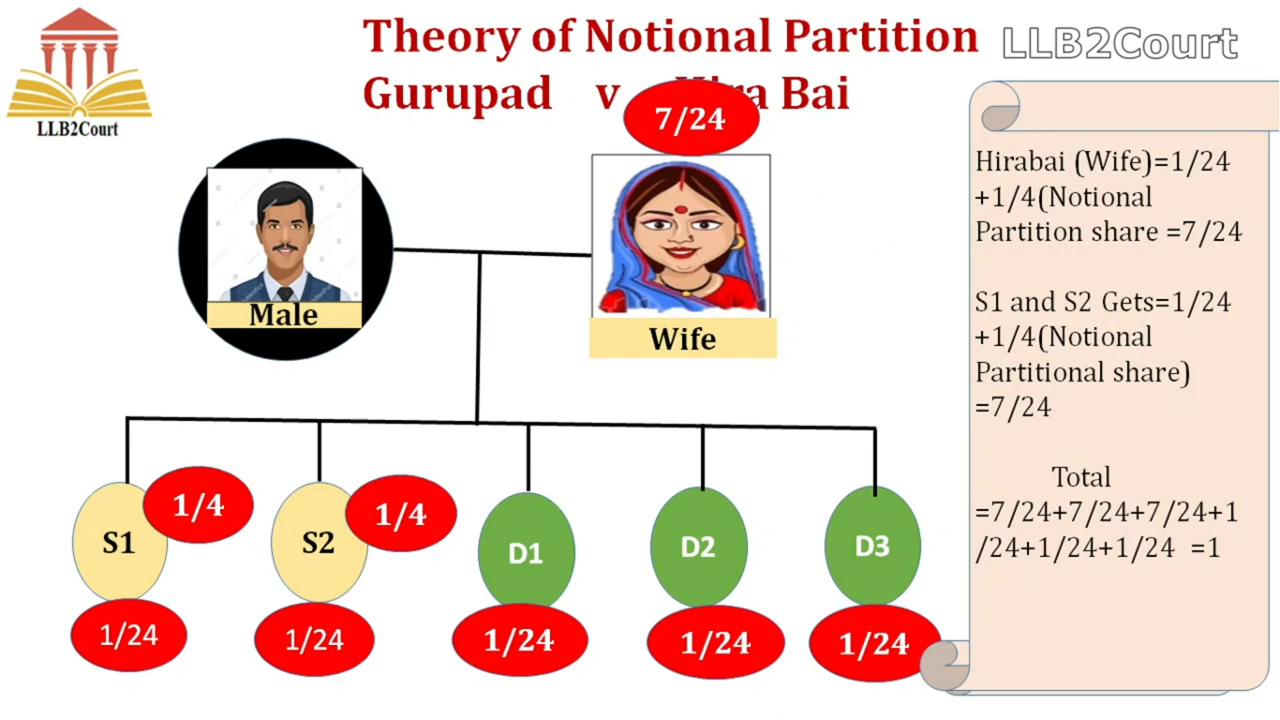 Theory of Notional Partition
LLB2Court
Gurupad v Bai
7/24
LLB2Court
Male
Wife
1/4
1/4
S1
S2
D1
D2
D3
1/24
1/24
1/24
1/24
1/24
Hirabai (Wife)=1/24
+1/4(Notional
Partition share =7/24
S1 and S2 Gets=1/24
+1/4(Notional
Partitional share)
=7/24
Total
=7/24+7/24+7/24+1
/24+1/24+1/24 =1